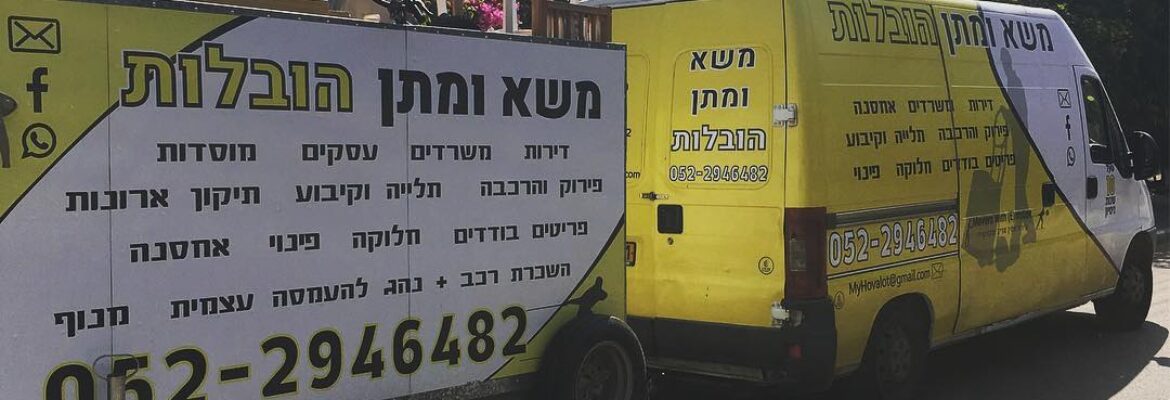 משא ומתן הובלות
דירות משרדים עסקים מוסדות
פירוק והרכבה תלייה וקיבוע תיקון ארונות
פריטים בודדים חלוקה פינוי אחסנה
השכרת רכב + נהג להעמסה עצמית מנוף
052-2946482
משא
ומתן
הובלות
052-2946482
משא ומתן הובלות
דירות משרדים אחסנה
פירוק והרכבה תלייה וקיבוע
פריטים בודדים חלוקה פינוי
052-2946482
MyHovalot@gmail.com